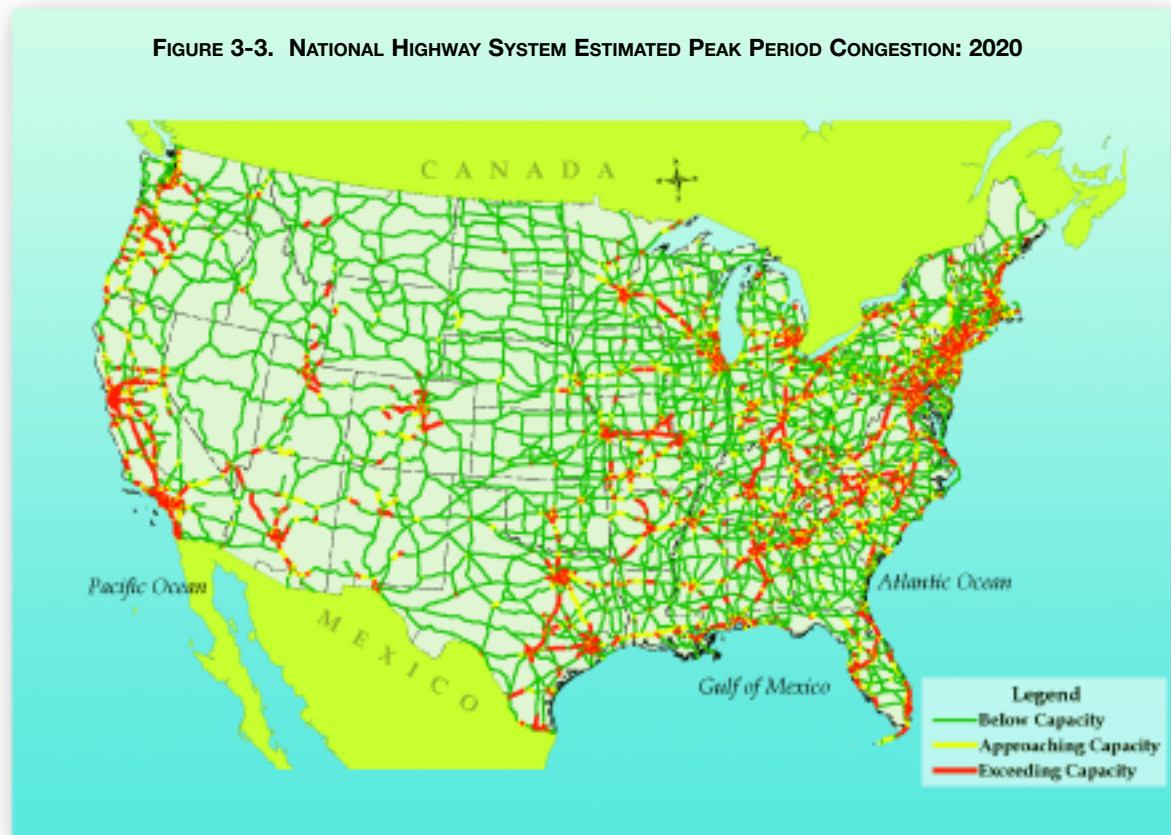 FIGURE 3-3. NATIONAL HIGHWAY SYSTEM ESTIMATED PEAK PERIOD CONGESTION: 2020
CANADA
Pacific Ocean
Atlantic Ocean
MEXICO
Gulf of Mexico
Legend
Below Capacity
Approaching Capacity
Exceeding Capacity